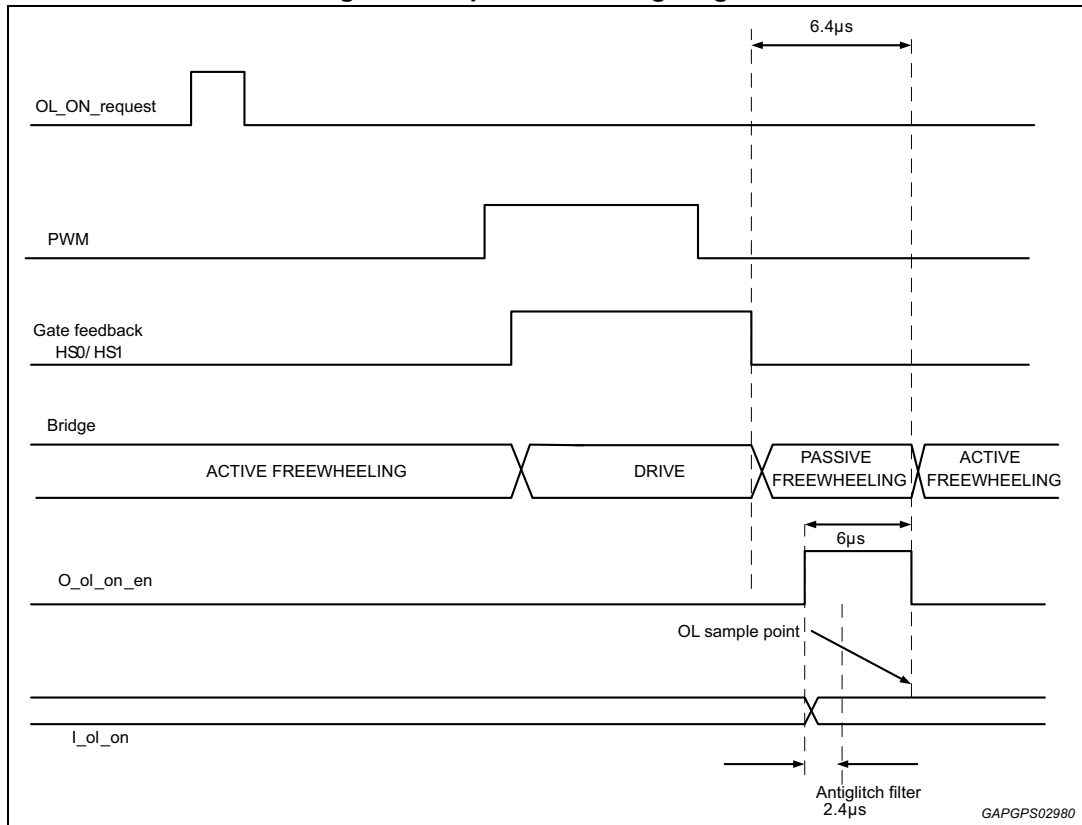 6.4µs
OL_ON_request
PWM
Gate feedback
HS0/ HS1
Bridge
ACTIVE FREEWHEELING
DRIVE
PASSIVE
FREEWHEELING
ACTIVE
FREEWHEELING
6µs
O_ol_on_en
OL sample point
I_ol_on
Antiglitch filter
2.4µs
GAPGPS02980